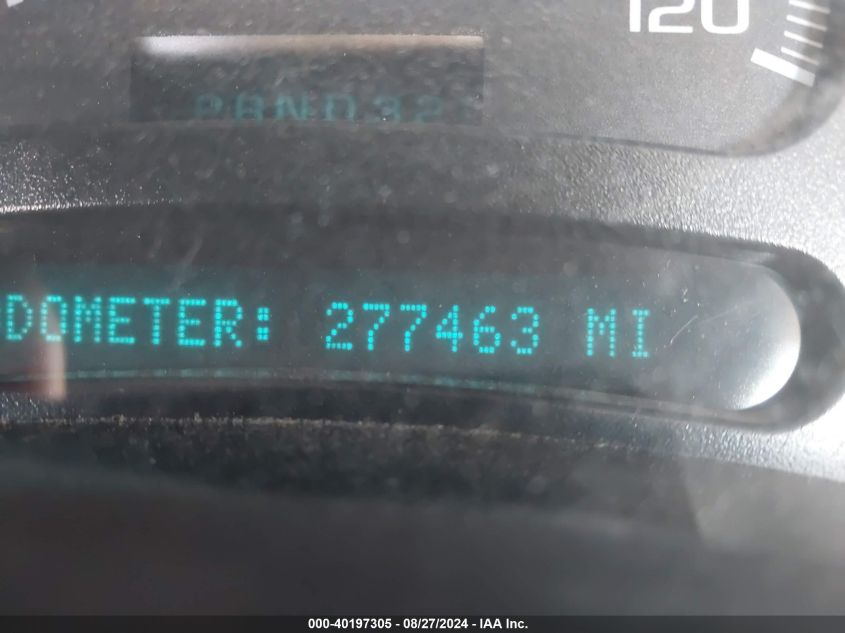 120
PRND32
DOMETER: 277463 MI
000-40197305 - 08/27/2024 - IAA Inc.